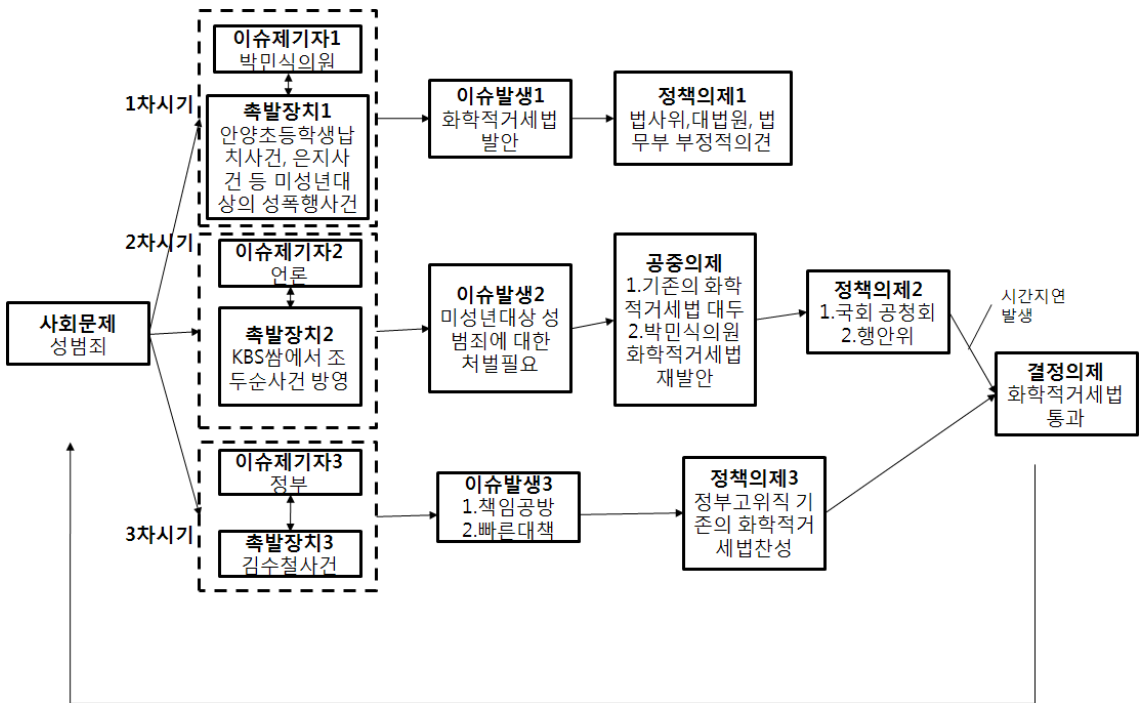 이슈제기자1
박민식의원
1차시기
촉발장치1
안양초등학생납
치사건, 은지사
건 등 미성년대
상의 성폭행사건
이슈발생1
화학적거세법
발안
정책의제1
법사위,대법원, 법
무부 부정적의견
2차시기
이슈제기자2
언론
촉발장치2
KBS쌈에서 조
두순사건 방영
이슈발생2
미성년대상 성
범죄에 대한
처벌필요
공중의제
1.기존의 화학
적거세법 대두
2.박민식의원
화학적거세법
재발안
정책의제2
1.국회 공청회
2.행안위
시간지연
발생
사회문제
성범죄
결정의제
화학적거세법
통과
3차시기
이슈제기자3
정부
촉발장치3
김수철사건
이슈발생3
1.책임공방
2.빠른대책
정책의제3
정부고위직 기
존의 화학적거
세법찬성